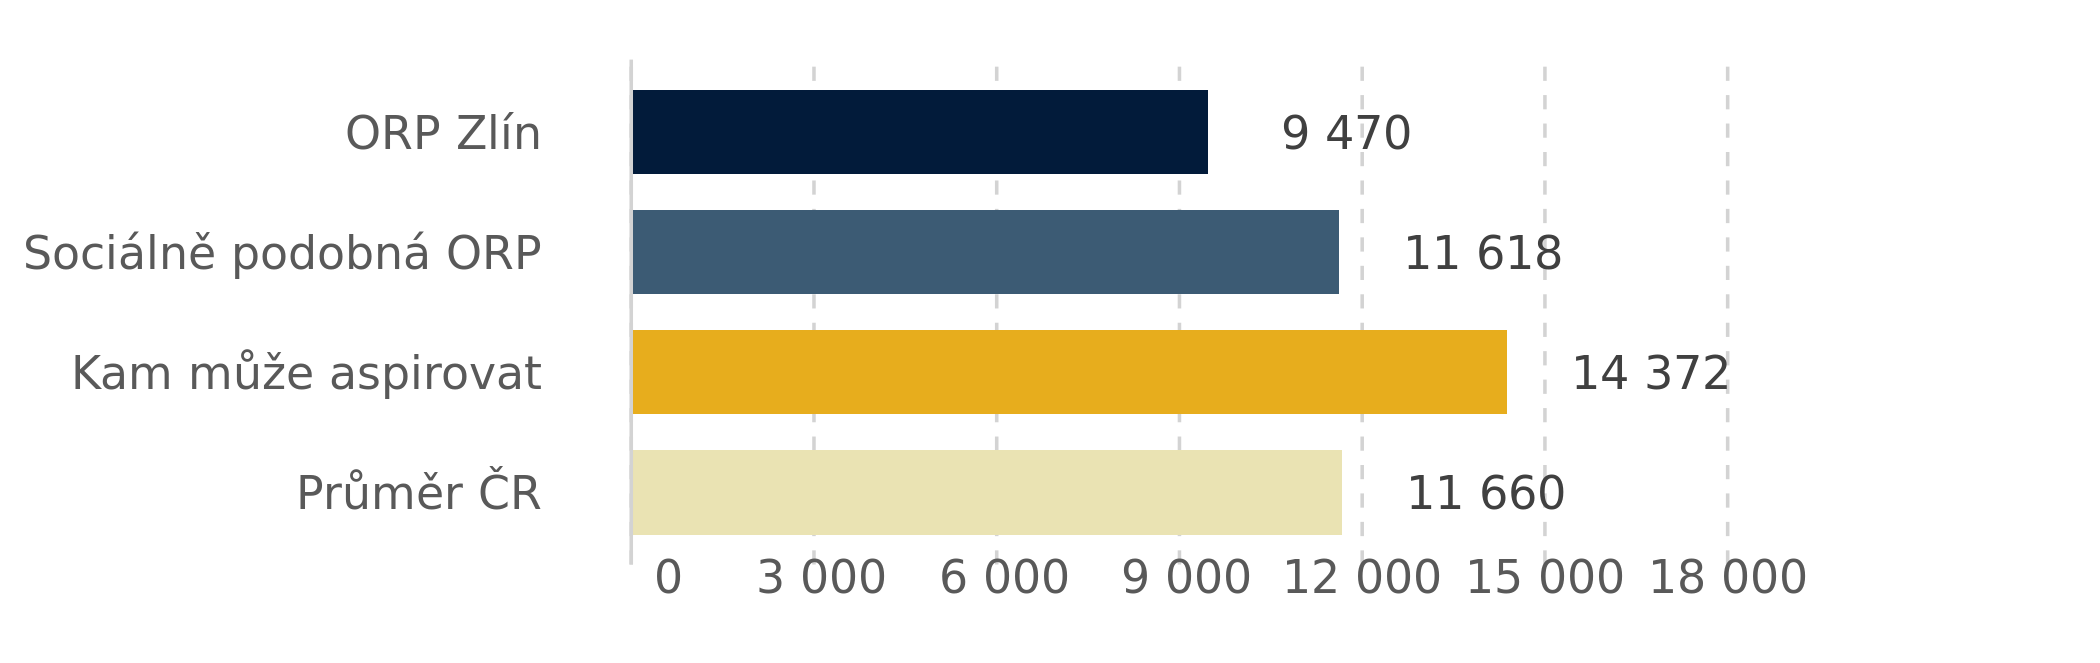 ORP Zlín 9 470
Sociálně podobná ORP 11 618
Kam může aspirovat 14 372
Průměr ČR 11 660
0 3 000 6 000 9 000 12 000 15 000 18 000